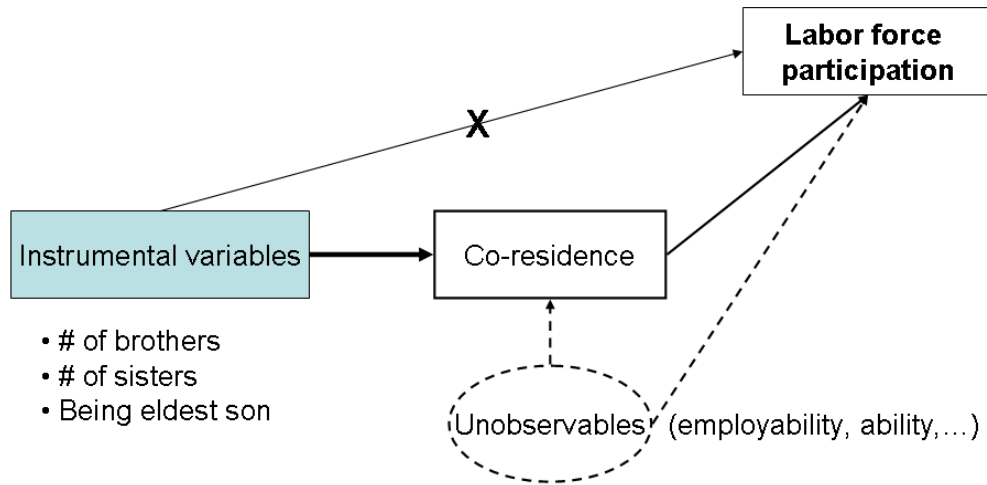 Labor force
participation
X
Instrumental variables
Co-residence
• # of brothers
• # of sisters
• Being eldest son
Unobservables (employability, ability,...)